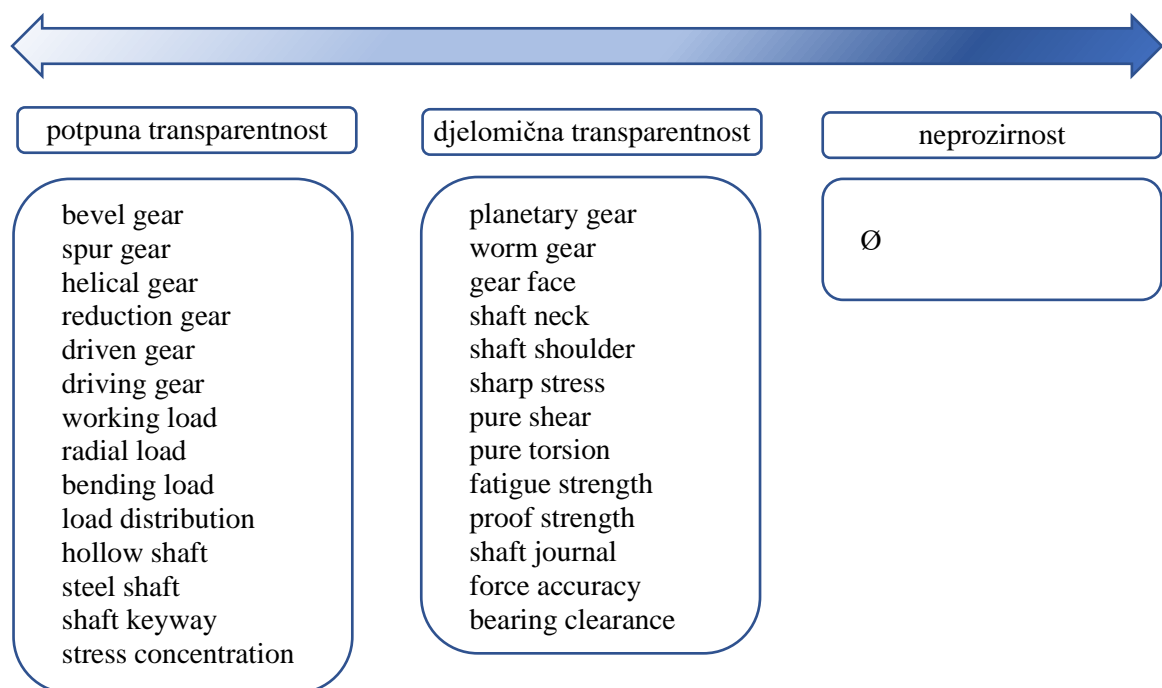 potpuna transparentnost
bevel gear
spur gear
helical gear
reduction gear
driven gear
driving gear
working load
radial load
bending load
load distribution
hollow shaft
steel shaft
shaft keyway
stress concentration
djelomična transparentnost
planetary gear
worm gear
gear face
shaft neck
shaft shoulder
sharp stress
pure shear
pure torsion
fatigue strength
proof strength
shaft journal
force accuracy
bearing clearance
neprozirnost
Ø